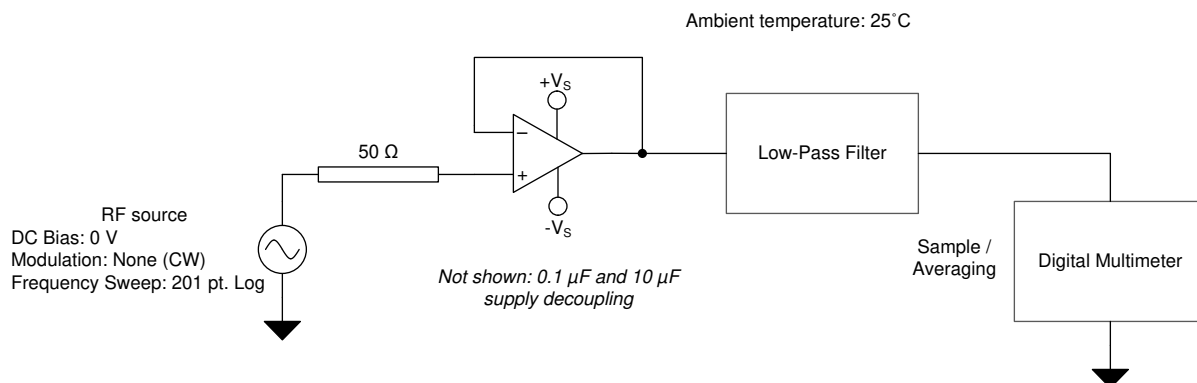 Ambient temperature: 25˚C
+VS
−
+
-VS
50 Ω
Low-Pass Filter
RF source
DC Bias: 0 V
Modulation: None (CW)
Frequency Sweep: 201 pt. Log
Not shown: 0.1 µF and 10 µF
supply decoupling
Sample /
Averaging
Digital Multimeter